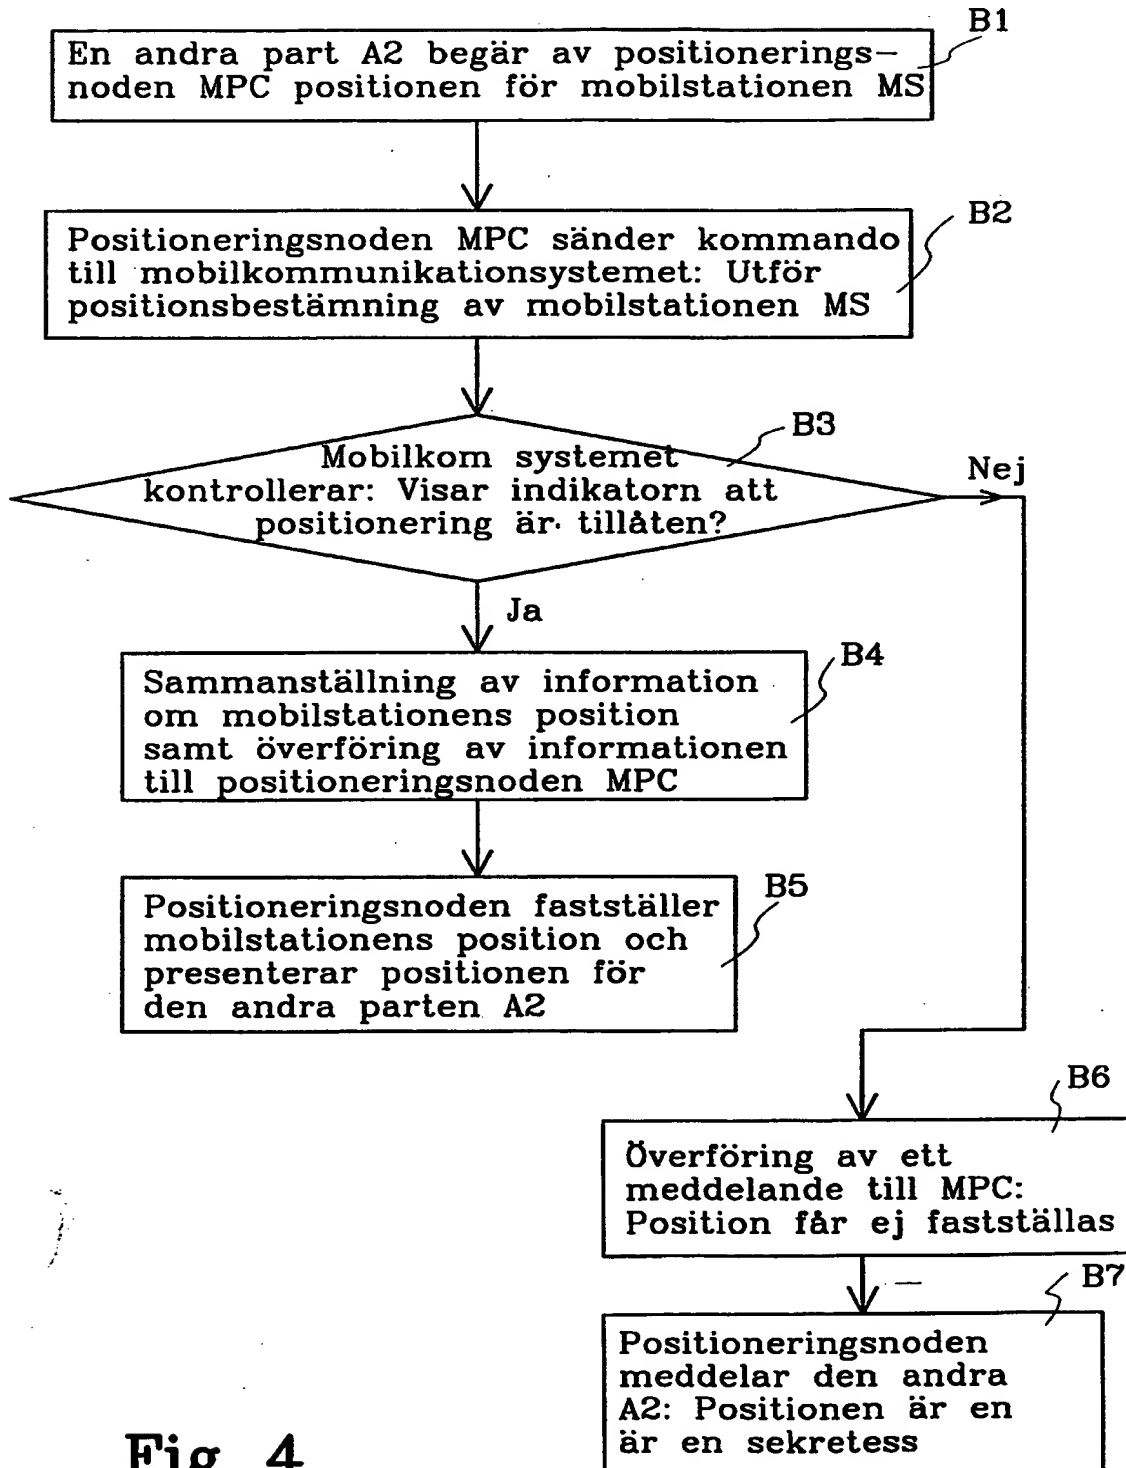 B1
En andra part A2 begär av positionerings-
noden MPC positionen för mobilstationen MS
B2
Positioneringsnoden MPC sänder kommando
till mobilkommunikationsystemet: Utför
positionsbestämning av mobilstationen MS
B3
Mobilkom systemet
kontrollerar: Visar indikatorn att
positionering är tillåten?
Nej
Ja
B4
Sammanställning av information
om mobilstationens position
samt överföring av informationen
till positioneringsnoden MPC
B5
Positioneringsnoden fastställer
mobilstationens position och
presenterar positionen för
den andra parten A2
B6
Överföring av ett
meddelande till MPC:
Position får ej fastställas
B7
Positioneringsnoden
meddelar den andra
A2: Positionen är en
är en sekretess
Fig 4